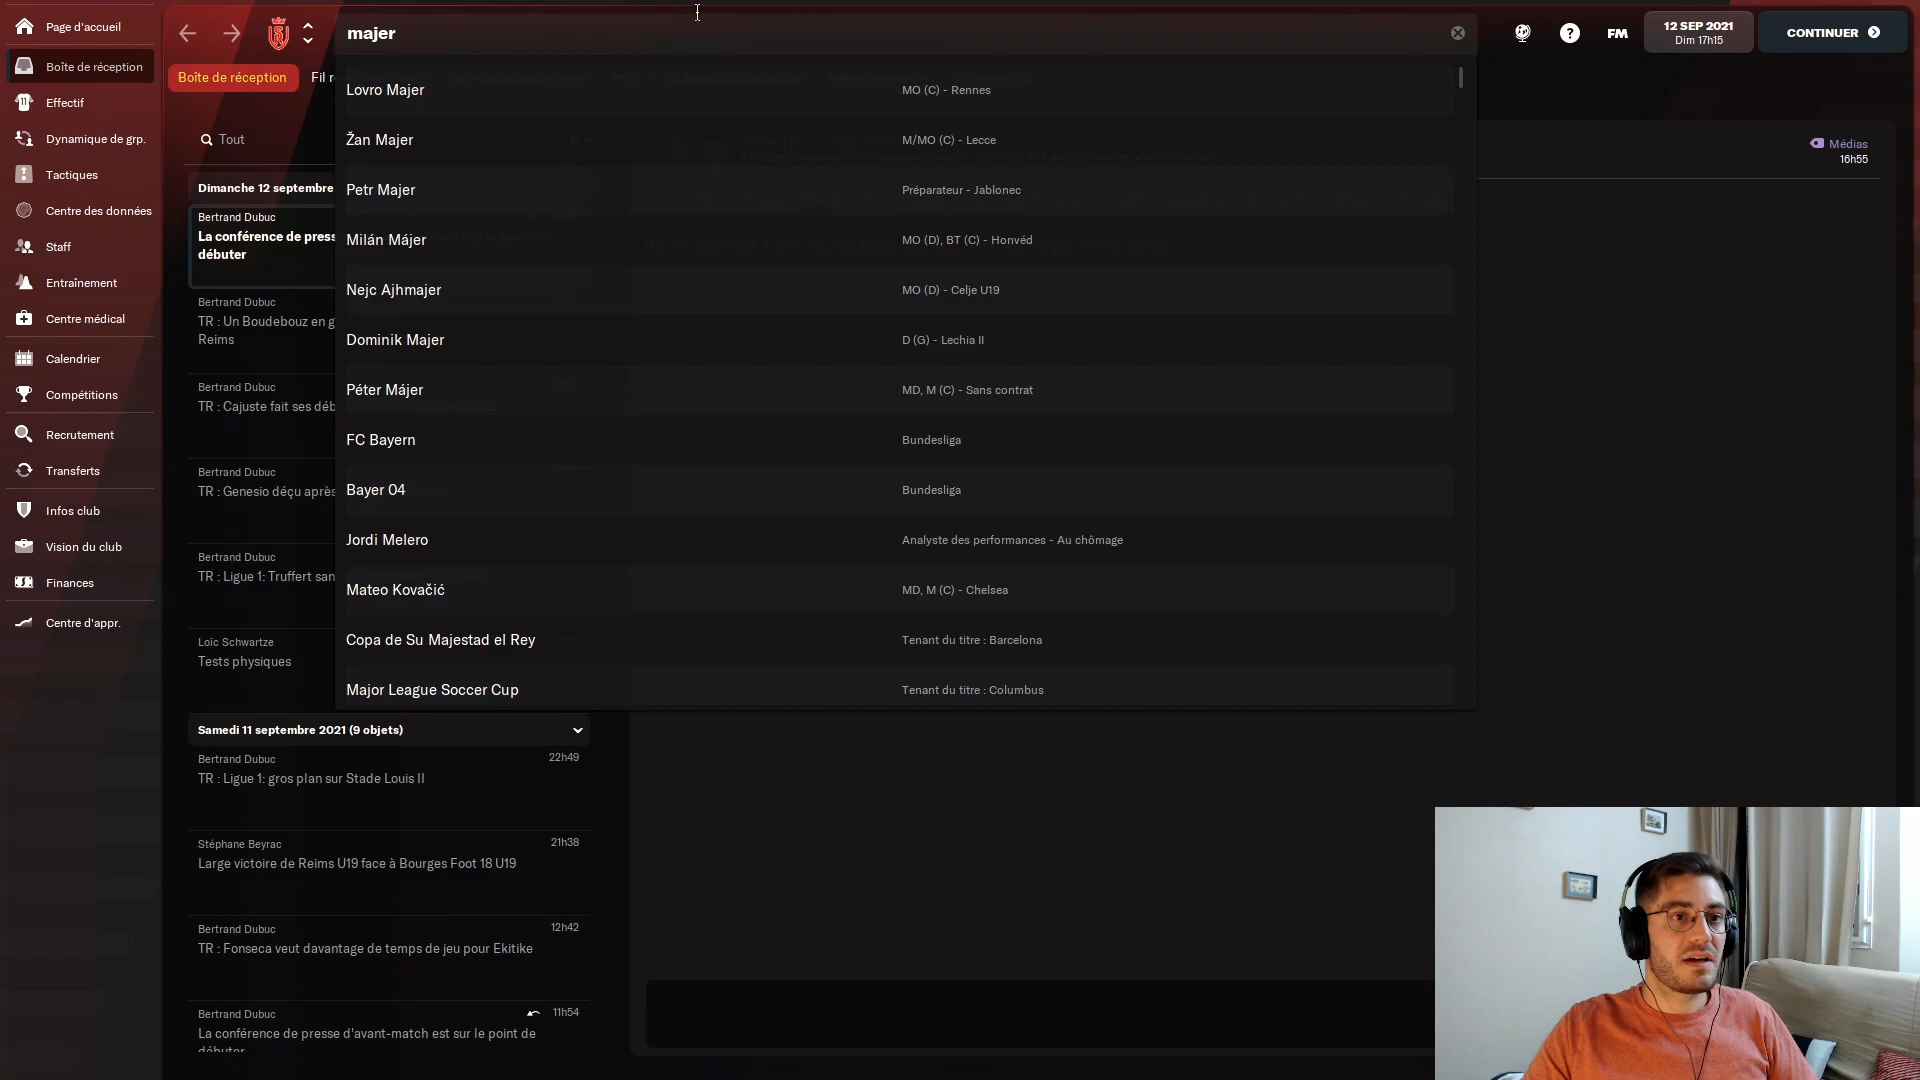 Page d'accueil
Boîte de réception
Effectif
Dynamique de grp.
Tactiques
Centre des données
Staff
Entraînement
Centre médical
Calendrier
Compétitions
Recrutement
Transferts
Infos club
Vision du club
Finances
Centre d'appr.
majer
FM
12 SEP 2021
Dim 17h15
CONTINUER
Boîte de réception
Fil r
Tout
Dimanche 12 septembre
Bertrand Dubuc
La conférence de press
débuter
Bertrand Dubuc
TR : Un Boudebouz en g
Reims
Bertrand Dubuc
TR : Cajuste fait ses déb
Bertrand Dubuc
TR : Genesio déçu après
Bertrand Dubuc
TR : Ligue 1: Truffert san
Loïc Schwartze
Tests physiques
Samedi 11 septembre 2021 (9 objets)
Bertrand Dubuc 22h49
TR : Ligue 1: gros plan sur Stade Louis II
Stéphane Beyrac 21h38
Large victoire de Reims U19 face à Bourges Foot 18 U19
Bertrand Dubuc 12h42
TR : Fonseca veut davantage de temps de jeu pour Ekitike
Bertrand Dubuc 11h54
La conférence de presse d'avant-match est sur le point de
débuter
Lovro Majer MO (C) - Rennes
Žan Majer M/MO (C) - Lecce
Petr Majer Préparateur - Jablonec
Milán Májer MO (D), BT (C) - Honvéd
Nejc Ajhmajer MO (D) - Celje U19
Dominik Majer D (G) - Lechia II
Péter Májer MD, M (C) - Sans contrat
FC Bayern Bundesliga
Bayer 04 Bundesliga
Jordi Melero Analyste des performances - Au chômage
Mateo Kovačić MD, M (C) - Chelsea
Copa de Su Majestad el Rey Tenant du titre : Barcelona
Major League Soccer Cup Tenant du titre : Columbus
Médias
16h55